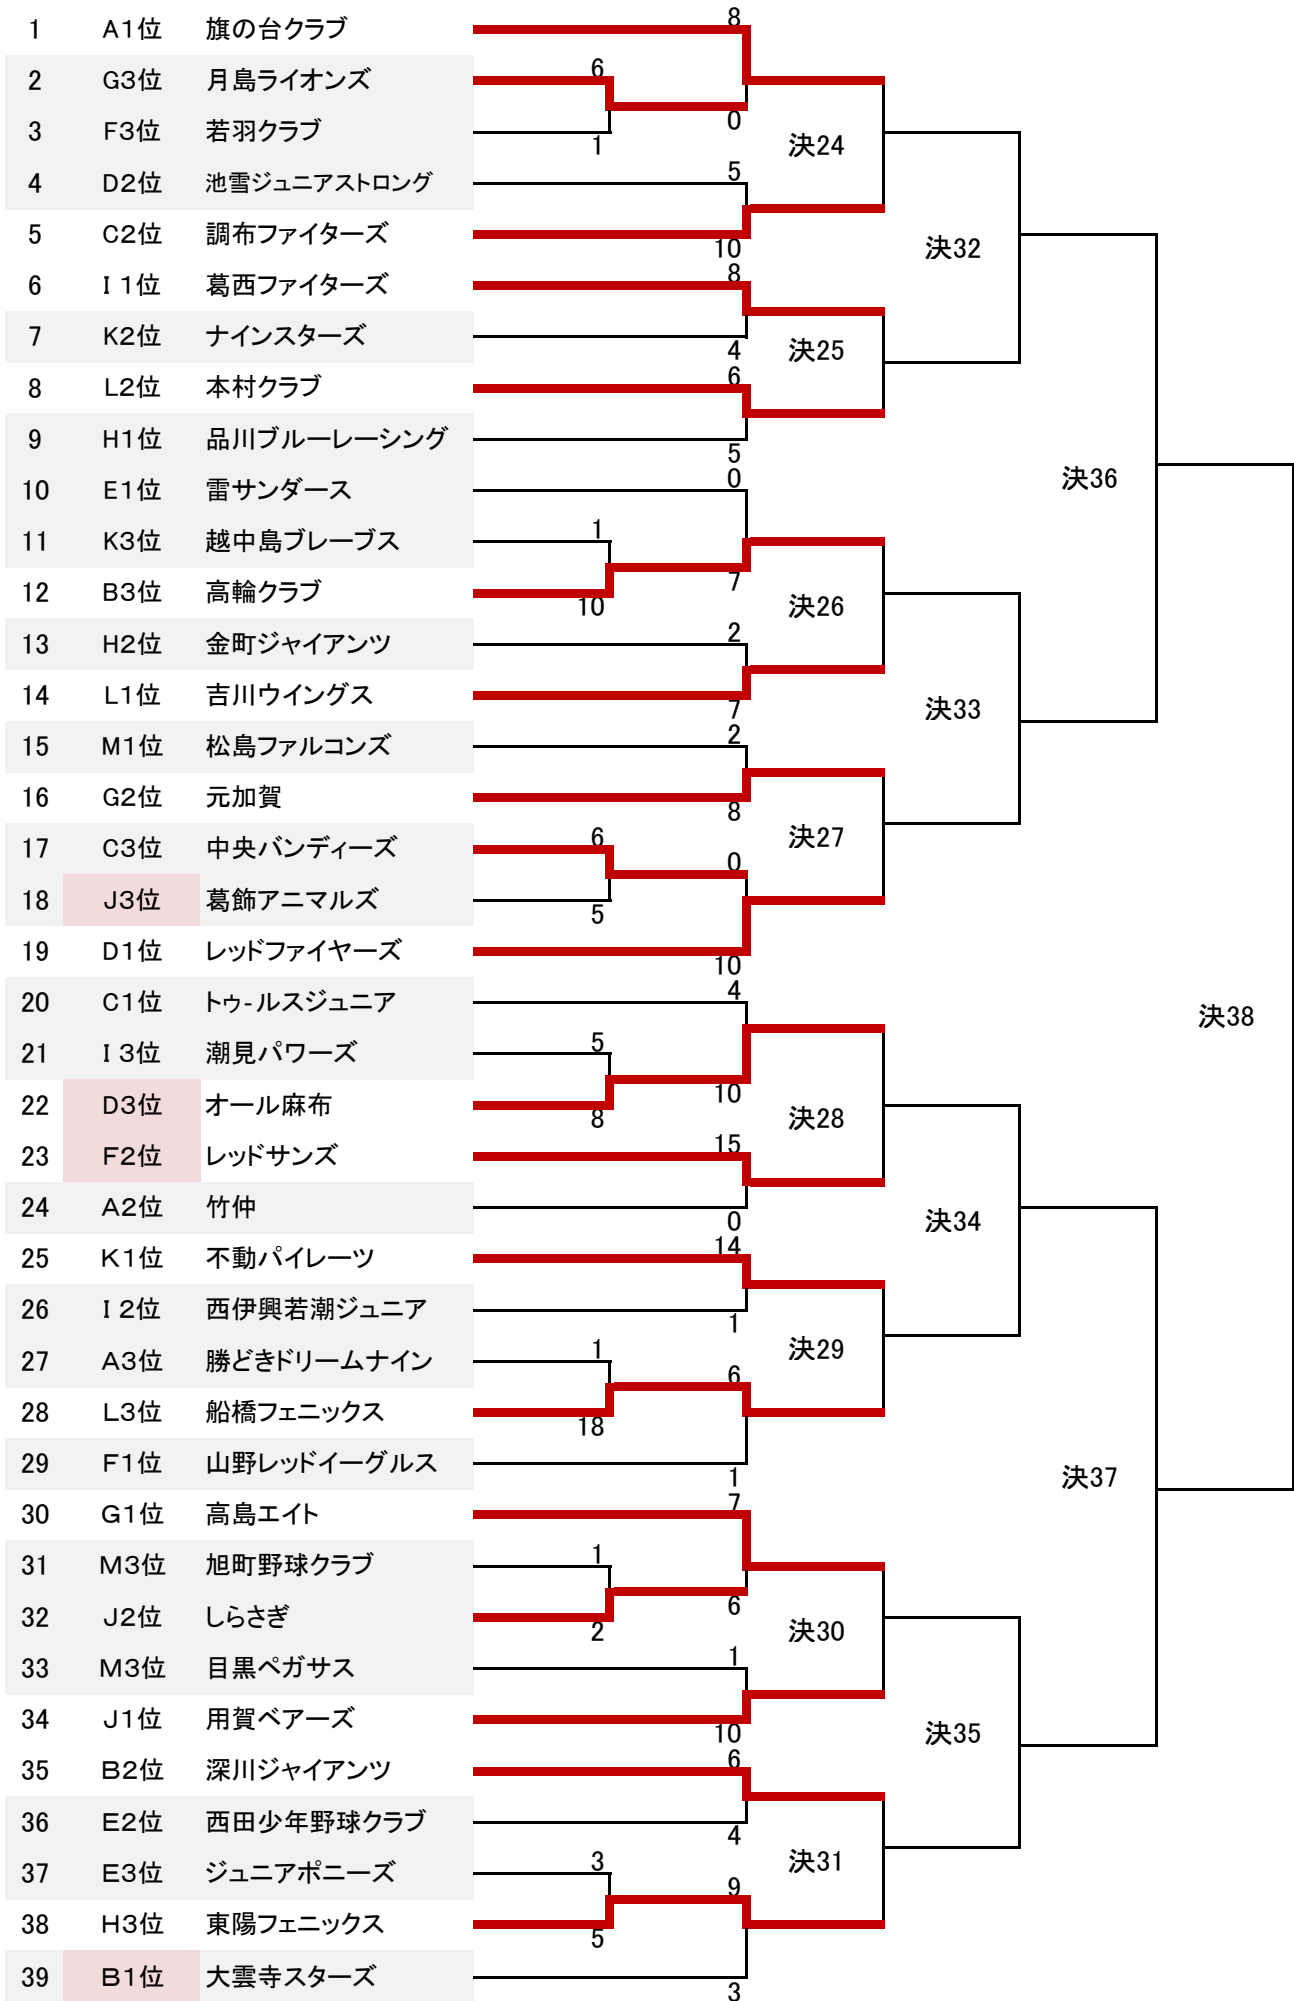 1 A1位 旗の台クラブ 8
2 G3位 月島ライオンズ 6
0
3 F3位 若羽クラブ 1
決24
4 D2位 池雪ジュニアストロング 5
5 C2位 調布ファイターズ 10
決32
6 I1位 葛西ファイターズ 8
7 K2位 ナインスターズ 4
決25
8 L2位 本村クラブ 6
9 H1位 品川ブルーレーシング 5
決36
10 E1位 雷サンダース 0
11 K3位 越中島ブレーブス 1
7
12 B3位 高輪クラブ 10
決26
13 H2位 金町ジャイアンツ 2
14 L1位 吉川ウイングス 7
決33
15 M1位 松島ファルコンズ 2
16 G2位 元加賀 8
決27
17 C3位 中央バンディーズ 6
0
18 J3位 葛飾アニマルズ 5
19 D1位 レッドファイヤーズ 10
20 C1位 トゥ-ルスジュニア 4
決38
21 I3位 潮見パワーズ 5
10
22 D3位 オール麻布 8
決28
23 F2位 レッドサンズ 15
24 A2位 竹仲 0
決34
25 K1位 不動パイレーツ 14
26 I2位 西伊興若潮ジュニア 1
決29
27 A3位 勝どきドリームナイン 1
6
28 L3位 船橋フェニックス 18
29 F1位 山野レッドイーグルス 1
決37
30 G1位 高島エイト 7
31 M3位 旭町野球クラブ 1
6
32 J2位 しらさぎ 2
決30
33 M3位 目黒ペガサス 1
34 J1位 用賀ベアーズ 10
決35
35 B2位 深川ジャイアンツ 6
36 E2位 西田少年野球クラブ 4
決31
37 E3位 ジュニアポニーズ 3
9
38 H3位 東陽フェニックス 5
39 B1位 大雲寺スターズ 3